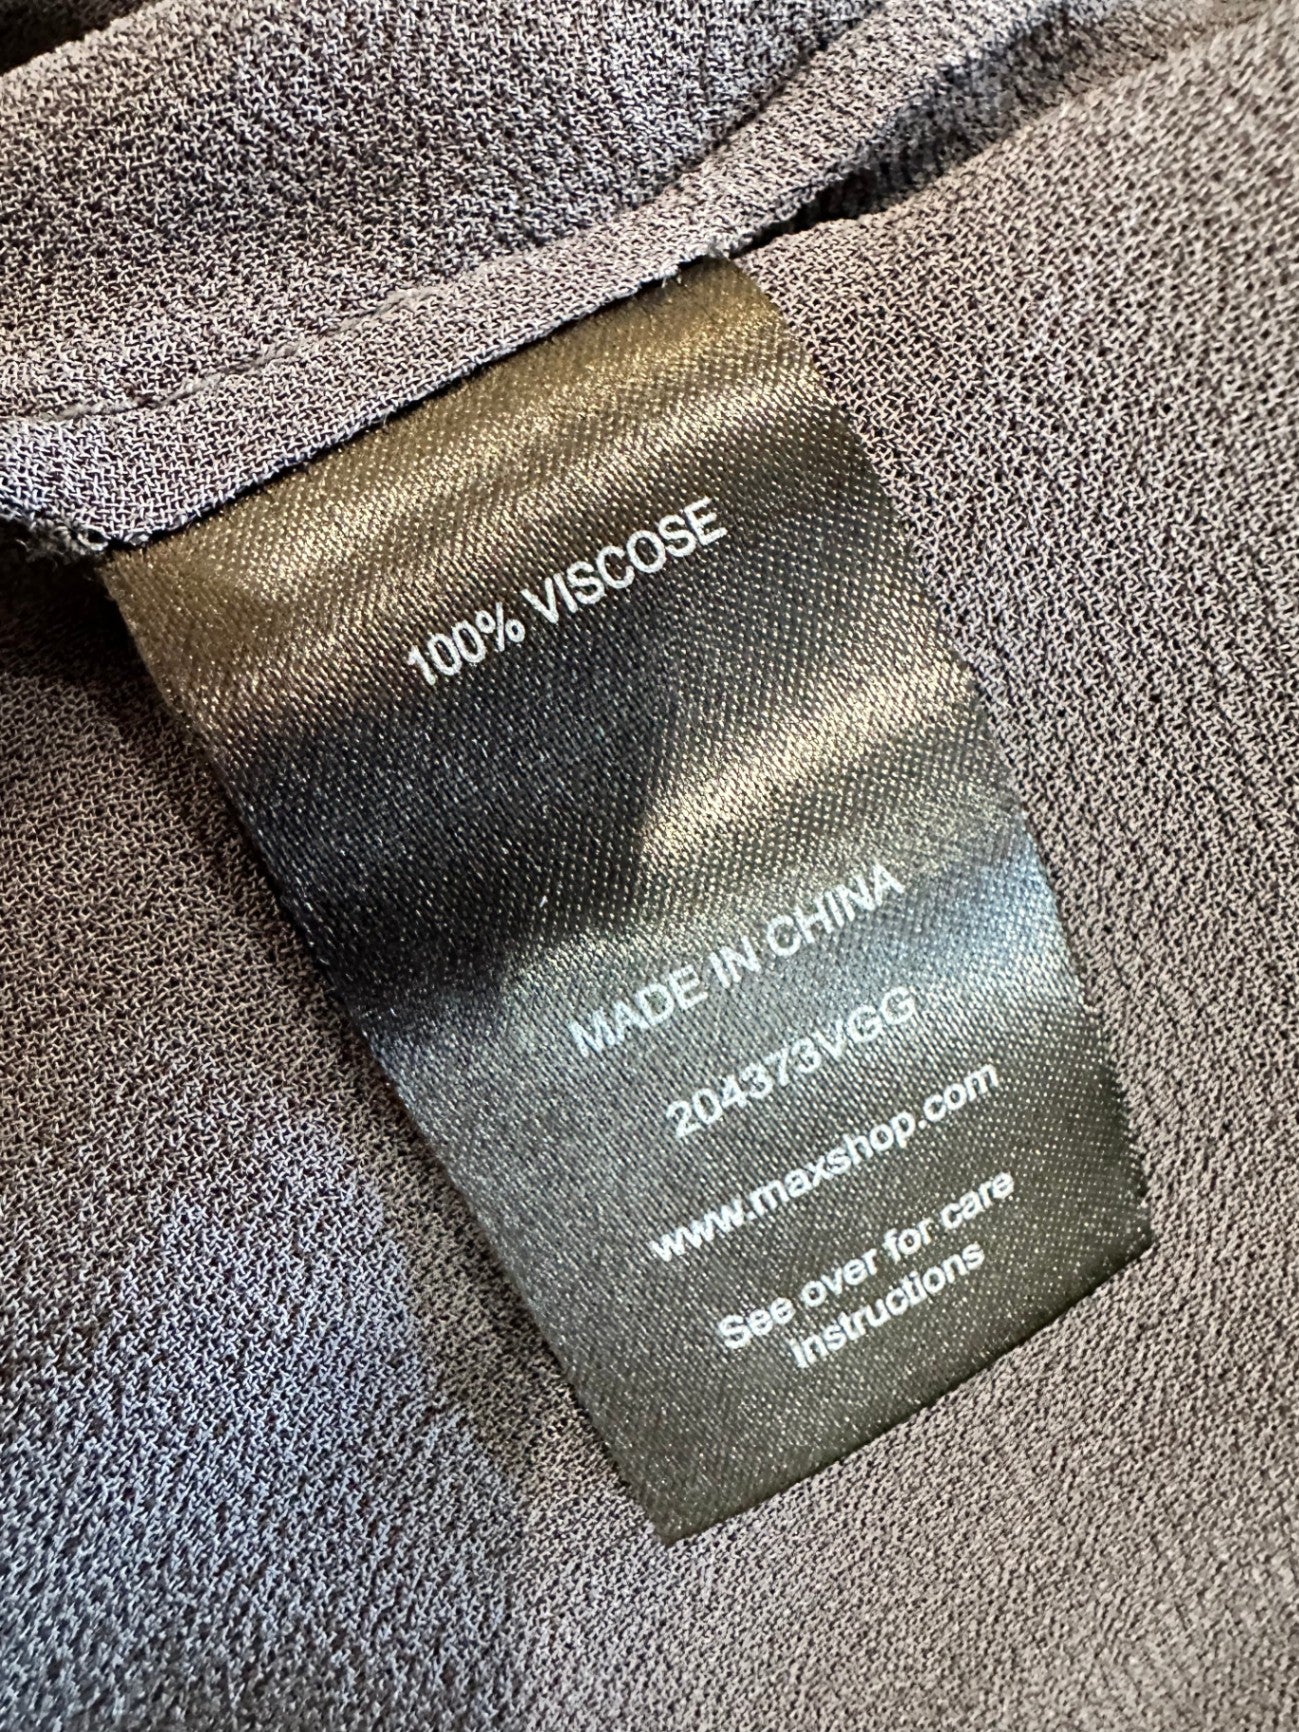 100% VISCOSE
MADE IN CHINA
204373VGG
www.maxshop.com
See over for care
instructions